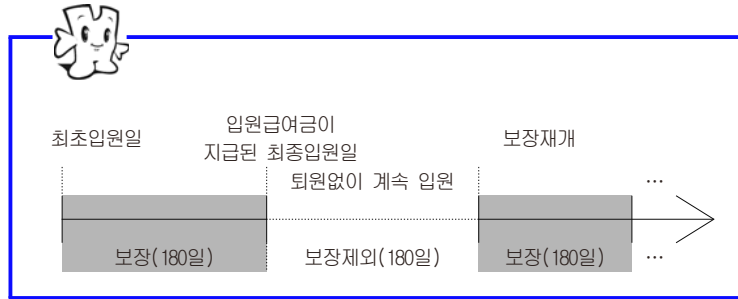 최초입원일
입원급여금이
지급된 최종입원일
보장재개
퇴원없이 계속 입원
…
보장(180일)
보장제외(180일)
보장(180일)
…